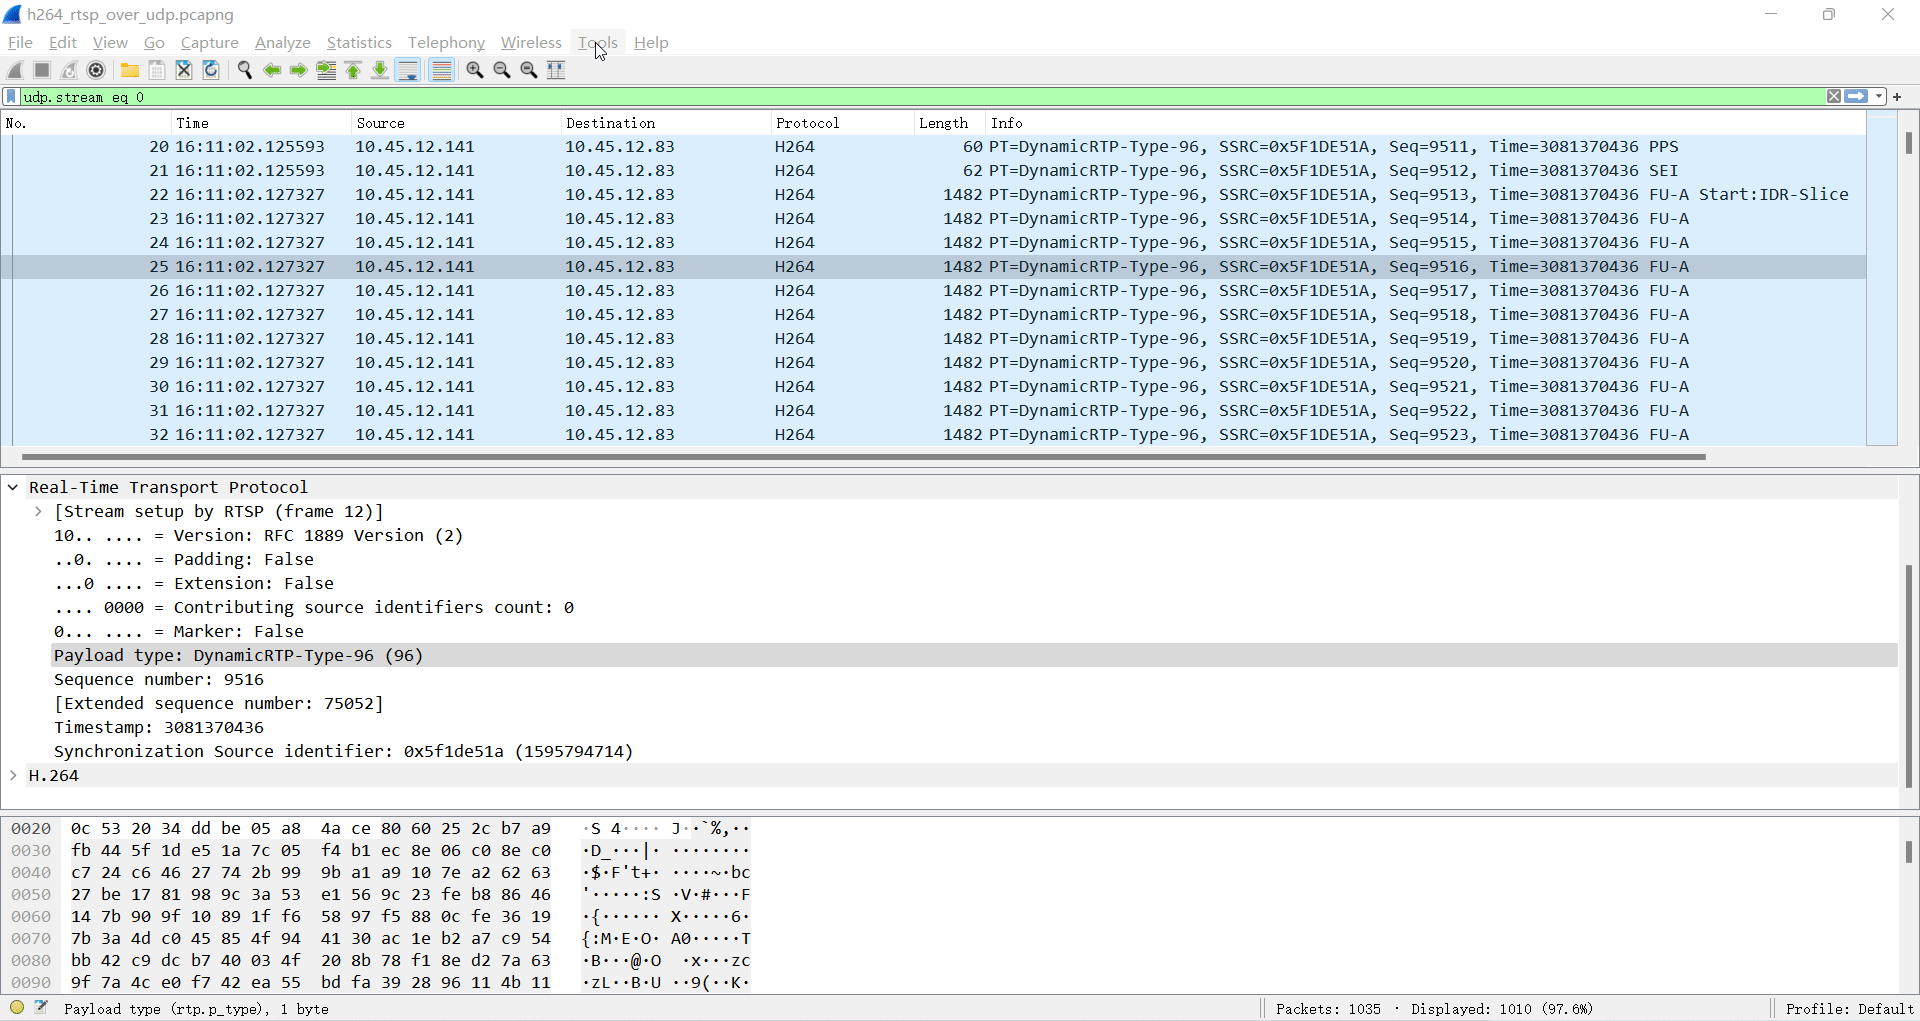 h264_rtsp_over_udp.pcapng
File Edit View Go Capture Analyze Statistics Telephony Wireless Tools Help
udp.stream eq 0
No. Time Source Destination Protocol Length Info
20 16:11:02.125593 10.45.12.141 10.45.12.83 H264 60 PT=DynamicRTP-Type-96, SSRC=0x5F1DE51A, Seq=9511, Time=3081370436 PPS
21 16:11:02.125593 10.45.12.141 10.45.12.83 H264 62 PT=DynamicRTP-Type-96, SSRC=0x5F1DE51A, Seq=9512, Time=3081370436 SEI
22 16:11:02.127327 10.45.12.141 10.45.12.83 H264 1482 PT=DynamicRTP-Type-96, SSRC=0x5F1DE51A, Seq=9513, Time=3081370436 FU-A Start:IDR-Slice
23 16:11:02.127327 10.45.12.141 10.45.12.83 H264 1482 PT=DynamicRTP-Type-96, SSRC=0x5F1DE51A, Seq=9514, Time=3081370436 FU-A
24 16:11:02.127327 10.45.12.141 10.45.12.83 H264 1482 PT=DynamicRTP-Type-96, SSRC=0x5F1DE51A, Seq=9515, Time=3081370436 FU-A
25 16:11:02.127327 10.45.12.141 10.45.12.83 H264 1482 PT=DynamicRTP-Type-96, SSRC=0x5F1DE51A, Seq=9516, Time=3081370436 FU-A
26 16:11:02.127327 10.45.12.141 10.45.12.83 H264 1482 PT=DynamicRTP-Type-96, SSRC=0x5F1DE51A, Seq=9517, Time=3081370436 FU-A
27 16:11:02.127327 10.45.12.141 10.45.12.83 H264 1482 PT=DynamicRTP-Type-96, SSRC=0x5F1DE51A, Seq=9518, Time=3081370436 FU-A
28 16:11:02.127327 10.45.12.141 10.45.12.83 H264 1482 PT=DynamicRTP-Type-96, SSRC=0x5F1DE51A, Seq=9519, Time=3081370436 FU-A
29 16:11:02.127327 10.45.12.141 10.45.12.83 H264 1482 PT=DynamicRTP-Type-96, SSRC=0x5F1DE51A, Seq=9520, Time=3081370436 FU-A
30 16:11:02.127327 10.45.12.141 10.45.12.83 H264 1482 PT=DynamicRTP-Type-96, SSRC=0x5F1DE51A, Seq=9521, Time=3081370436 FU-A
31 16:11:02.127327 10.45.12.141 10.45.12.83 H264 1482 PT=DynamicRTP-Type-96, SSRC=0x5F1DE51A, Seq=9522, Time=3081370436 FU-A
32 16:11:02.127327 10.45.12.141 10.45.12.83 H264 1482 PT=DynamicRTP-Type-96, SSRC=0x5F1DE51A, Seq=9523, Time=3081370436 FU-A
Real-Time Transport Protocol
[Stream setup by RTSP (frame 12)]
10.. .... = Version: RFC 1889 Version (2)
..0. .... = Padding: False
...0 .... = Extension: False
.... 0000 = Contributing source identifiers count: 0
0... .... = Marker: False
Payload type: DynamicRTP-Type-96 (96)
Sequence number: 9516
[Extended sequence number: 75052]
Timestamp: 3081370436
Synchronization Source identifier: 0x5f1de51a (1595794714)
H.264
0020 0c 53 20 34 dd be 05 a8 4a ce 80 60 25 2c b7 a9 ·S 4···· J··`%,··
0030 fb 44 5f 1d e5 1a 7c 05 f4 b1 ec 8e 06 c0 8e c0 ·D_···|· ········
0040 c7 24 c6 46 27 74 2b 99 9b a1 a9 10 7e a2 62 63 ·$·F't+· ····~·bc
0050 27 be 17 81 98 9c 3a 53 e1 56 9c 23 fe b8 86 46 '·····:S ·V·#···F
0060 14 7b 90 9f 10 89 1f f6 58 97 f5 88 0c fe 36 19 ·{······ X·····6·
0070 7b 3a 4d c0 45 85 4f 94 41 30 ac 1e b2 a7 c9 54 {:M·E·O· A0·····T
0080 bb 42 c9 dc b7 40 03 4f 20 8b 78 f1 8e d2 7a 63 ·B···@·O ·x···zc
0090 9f 7a 4c e0 f7 42 ea 55 bd fa 39 28 96 11 4b 11 ·zL··B·U ··9(··K·
Payload type (rtp.p_type), 1 byte Packets: 1035 · Displayed: 1010 (97.6%) Profile: Default